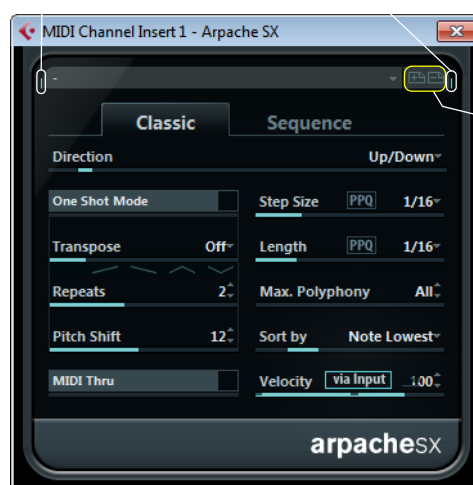 MIDI Channel Insert 1 - Arpache SX
-
Classic Sequence
Direction Up/Down
One Shot Mode Step Size PPQ 1/16
Transpose Off Length PPQ 1/16
Repeats 2 Max. Polyphony All
Pitch Shift 12 Sort by Note Lowest
MIDI Thru Velocity via Input 100
arpacheSX